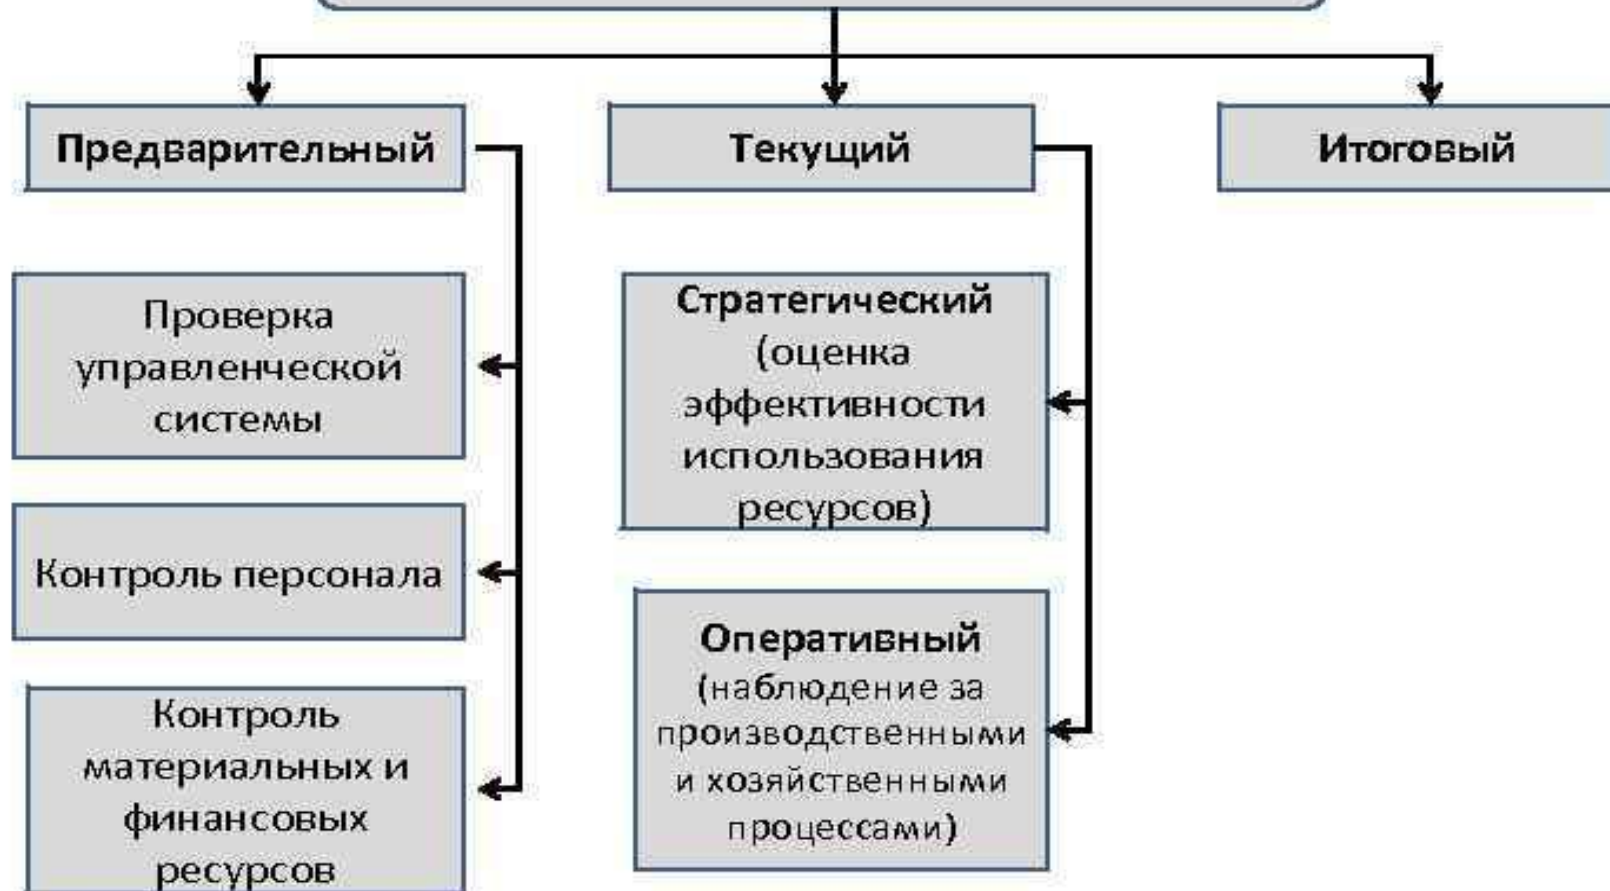 Предварительный
Текущий
Итоговый
Проверка
управленческой
системы
Контроль персонала
Контроль
материальных и
финансовых
ресурсов
Стратегический
(оценка
эффективности
использования
ресурсов)
Оперативный
(наблюдение за
производственными
и хозяйственными
процессами)